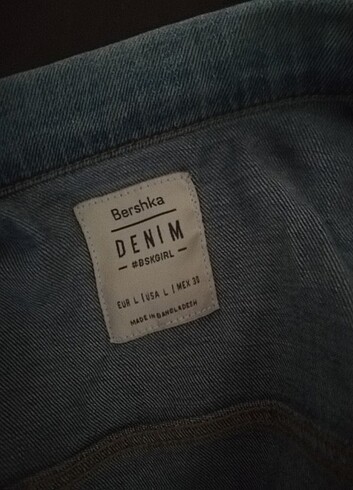 Bershka
DENIM
- #BSKGIRL -
EUR L | USA L | MEX 30
MADE IN BANGLADESH